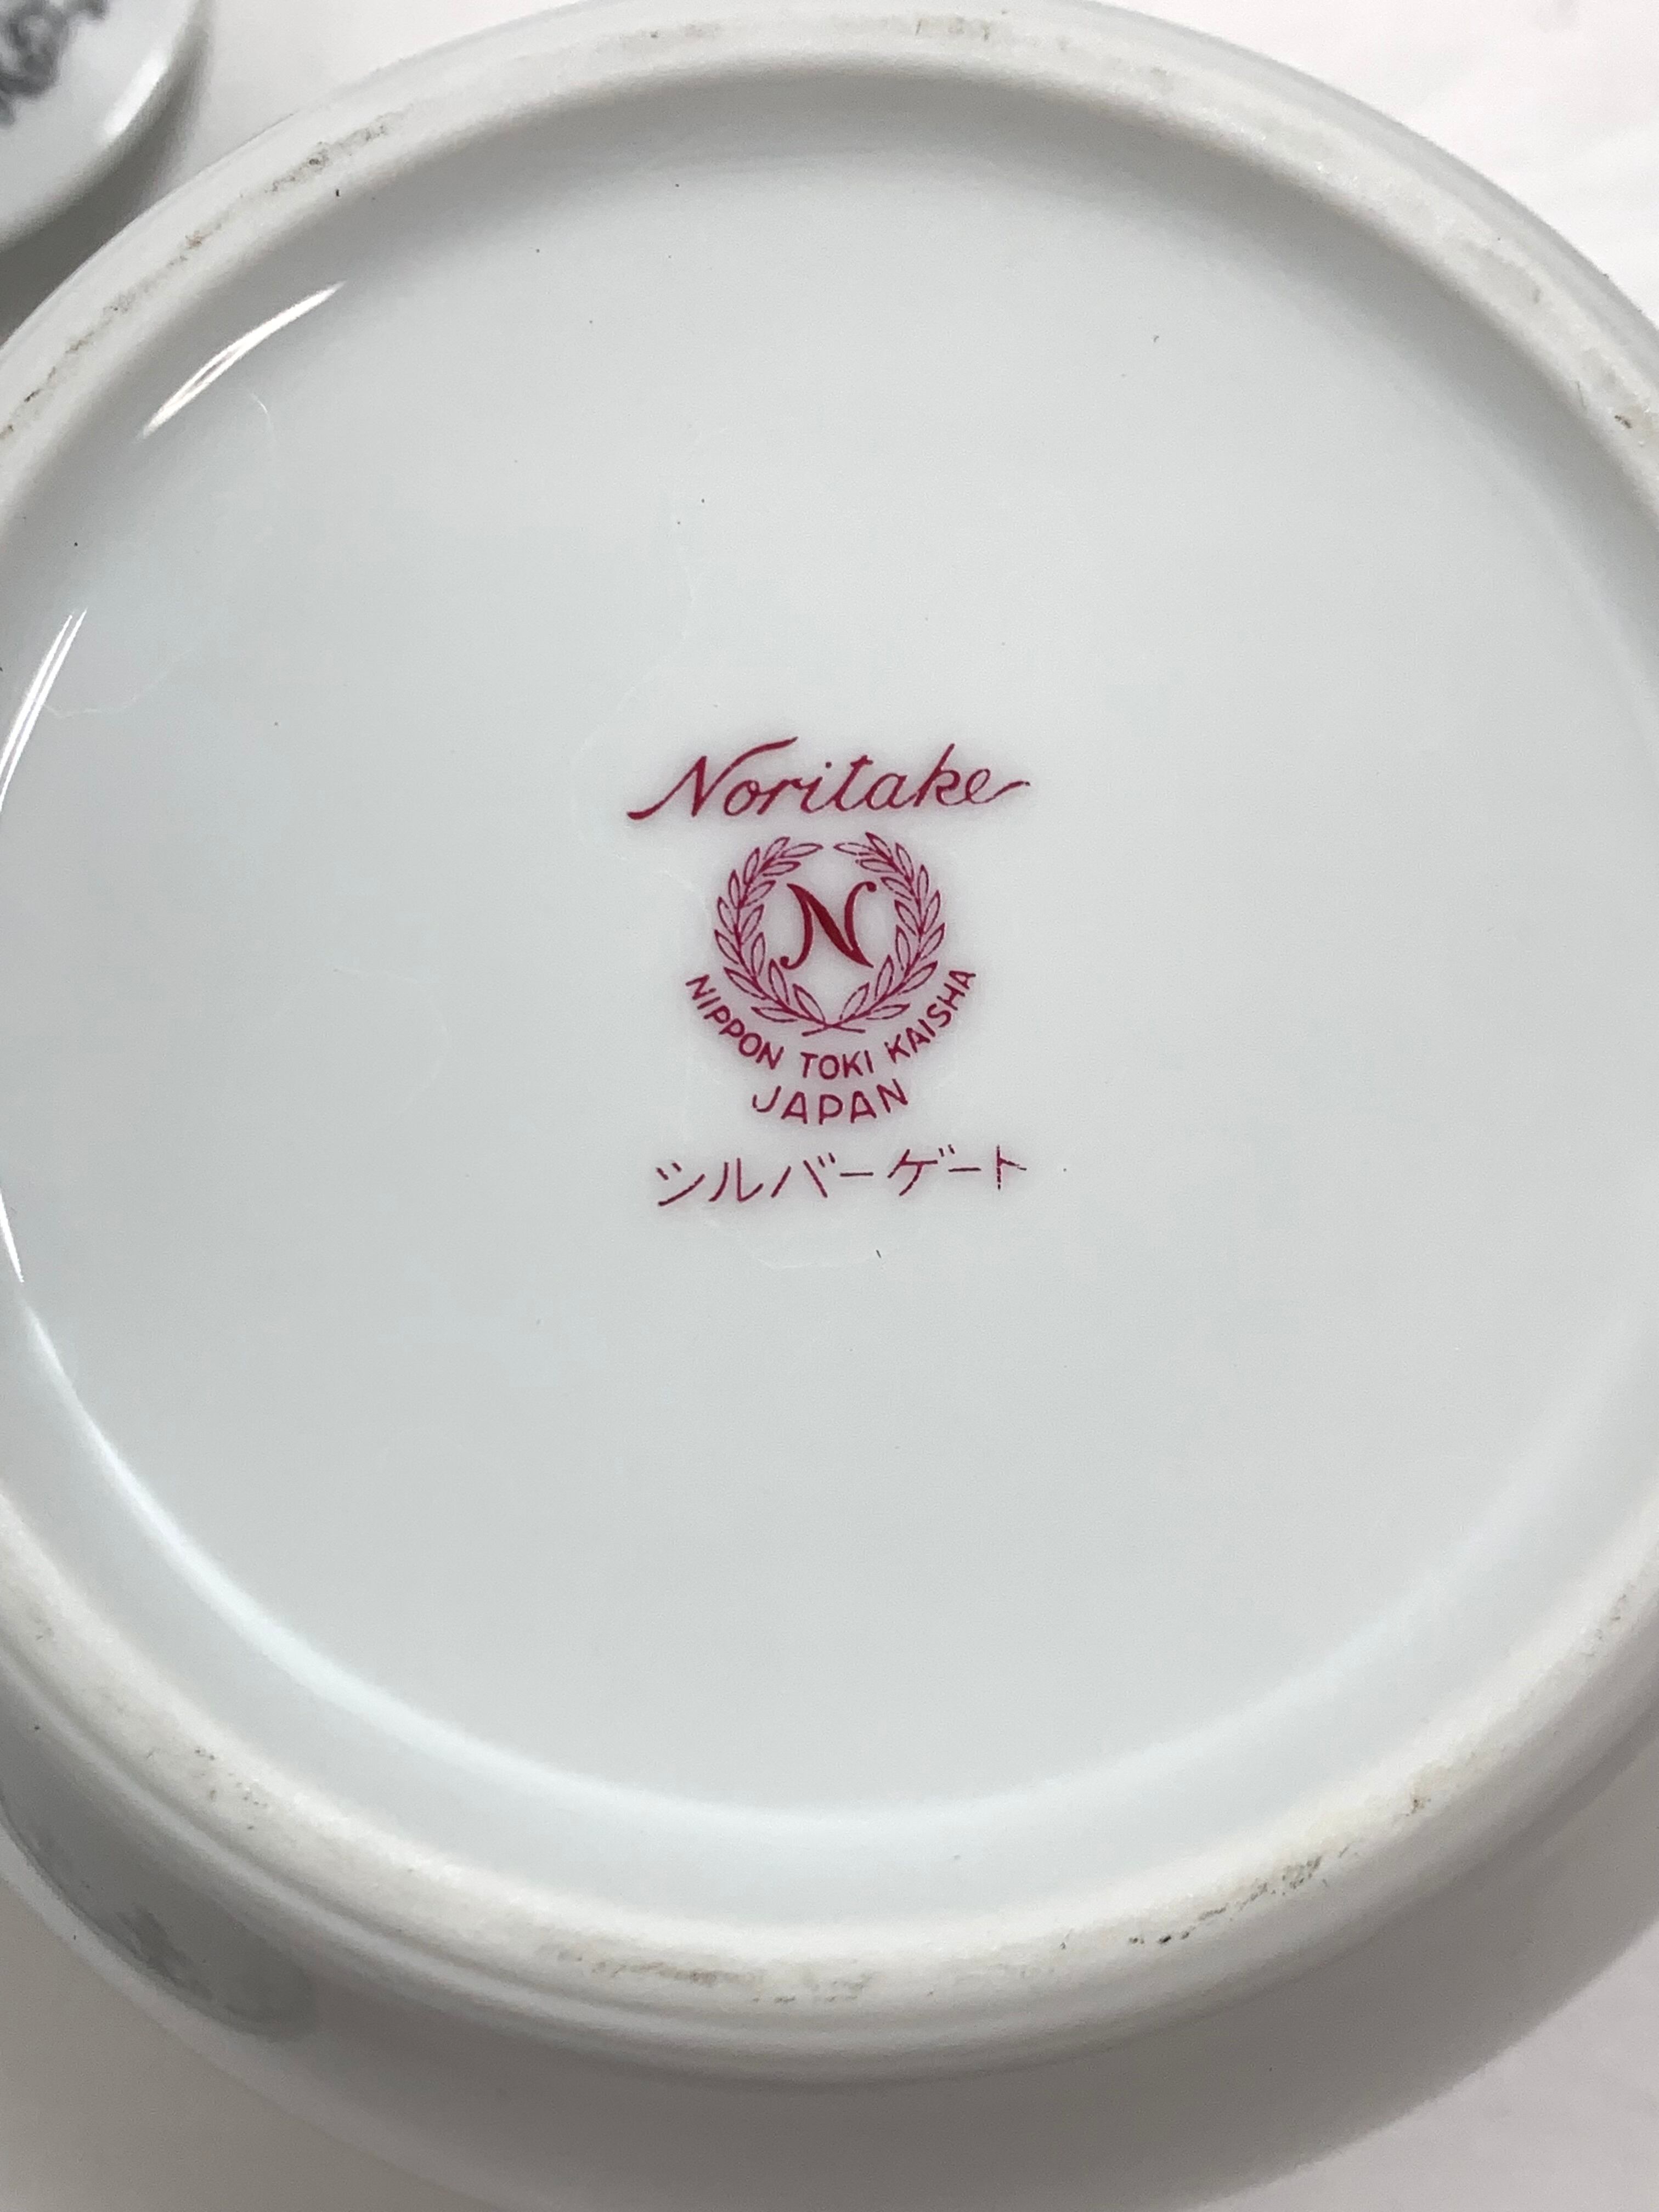 Noritake
N
NIPPON TOKI KAISHA
JAPAN
シルバーゲート